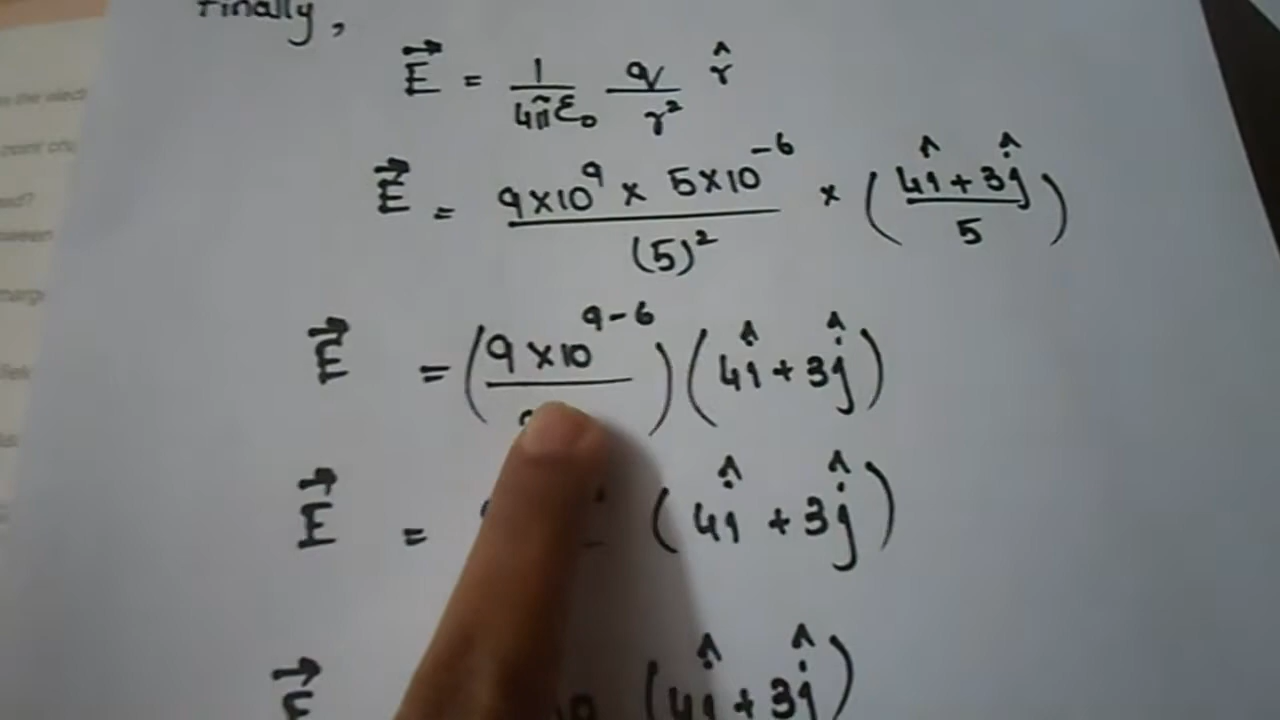 Finally,
E⃗ = 1/4πε₀ q/r² r̂
E⃗ = 9×10⁹ × 5×10⁻⁶/(5)² × (4î+3ĵ/5)
E⃗ = (9×10⁹⁻⁶/) (4î+3ĵ)
E⃗ = (4î+3ĵ)
(4î+3ĵ)